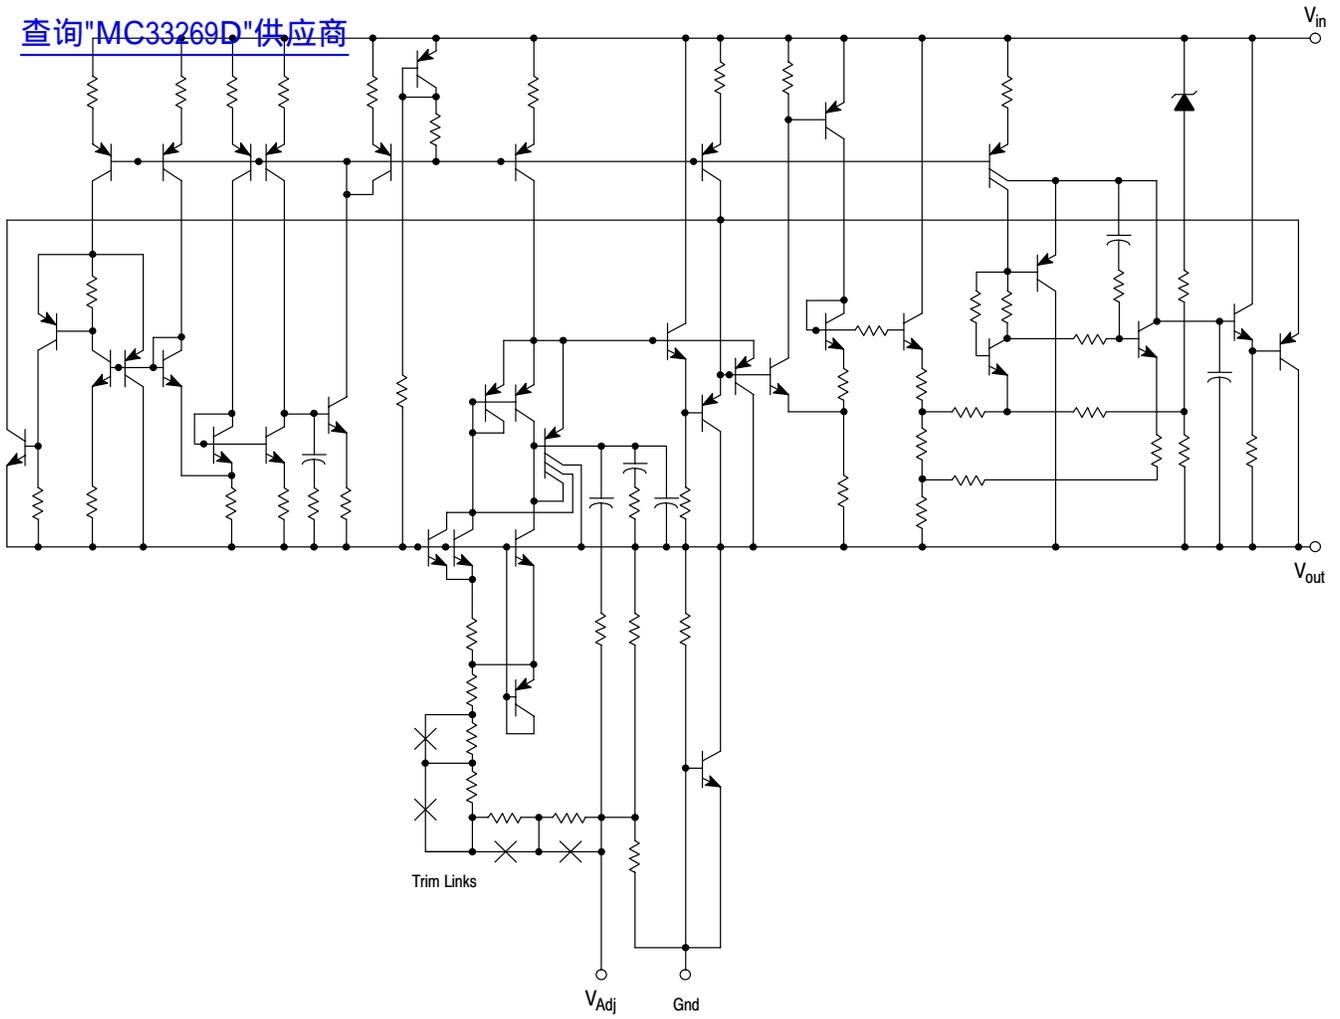 查询"MC33269D"供应商
Vin
Vout
Trim Links
VAdj
Gnd